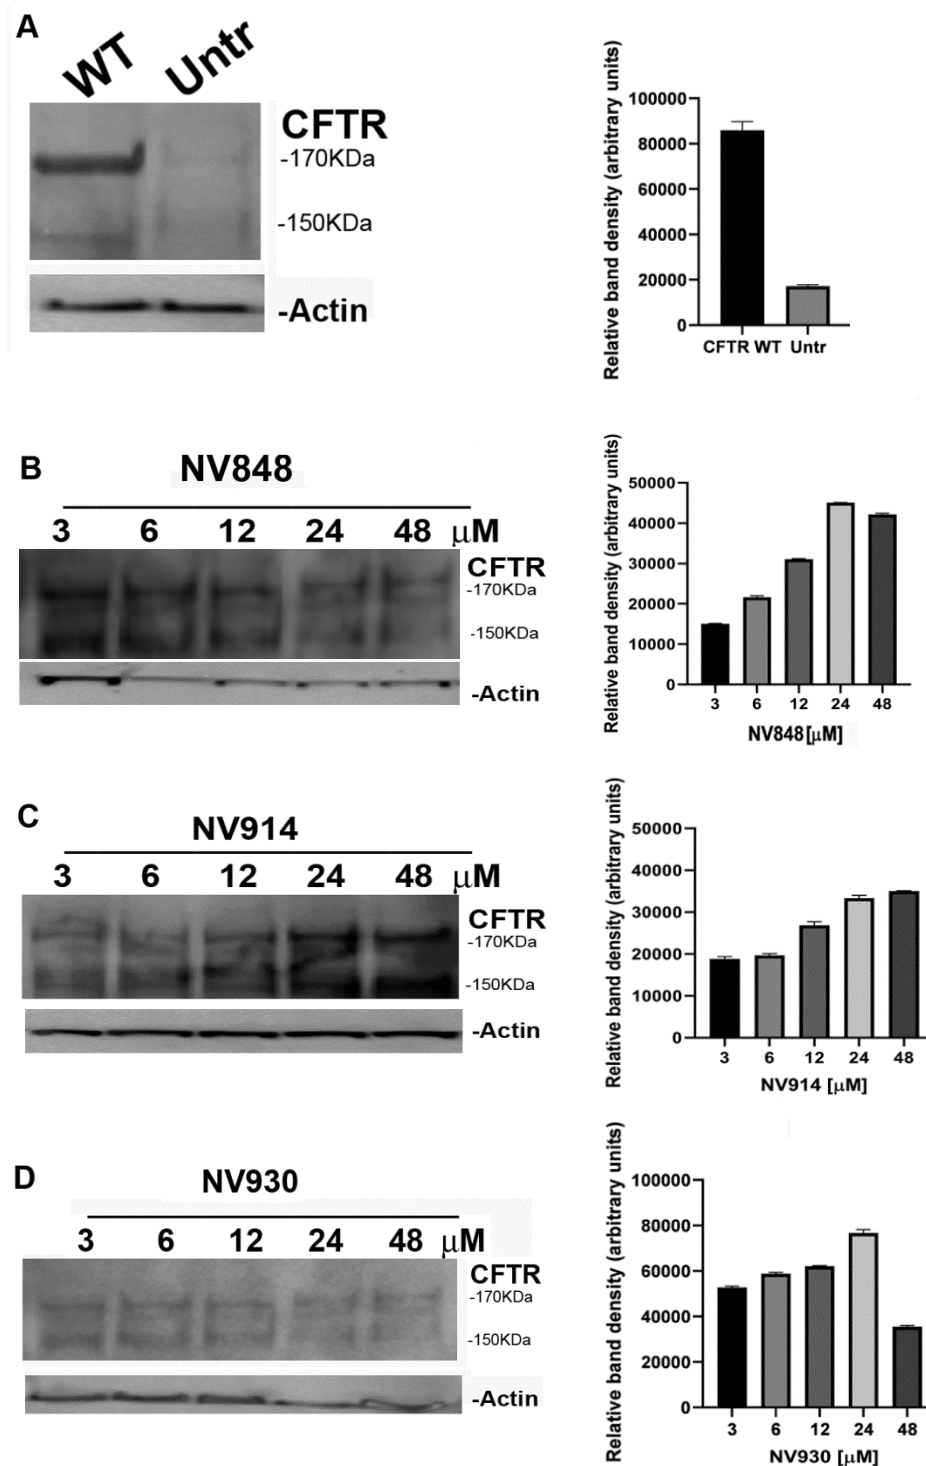 A
WT Untr
CFTR
-170KDa
-150KDa
-Actin
Relative band density (arbitrary units)
100000
80000
60000
40000
20000
0
CFTR WT Untr
B
NV848
3 6 12 24 48 μM
CFTR
-170KDa
-150KDa
-Actin
Relative band density (arbitrary units)
50000
40000
30000
20000
10000
0
3 6 12 24 48
NV848[μM]
C
NV914
3 6 12 24 48 μM
CFTR
-170KDa
-150KDa
-Actin
Relative band density (arbitrary units)
50000
40000
30000
20000
10000
0
3 6 12 24 48
NV914 [μM]
D
NV930
3 6 12 24 48 μM
CFTR
-170KDa
-150KDa
-Actin
Relative band density (arbitrary units)
100000
80000
60000
40000
20000
0
3 6 12 24 48
NV930 [μM]